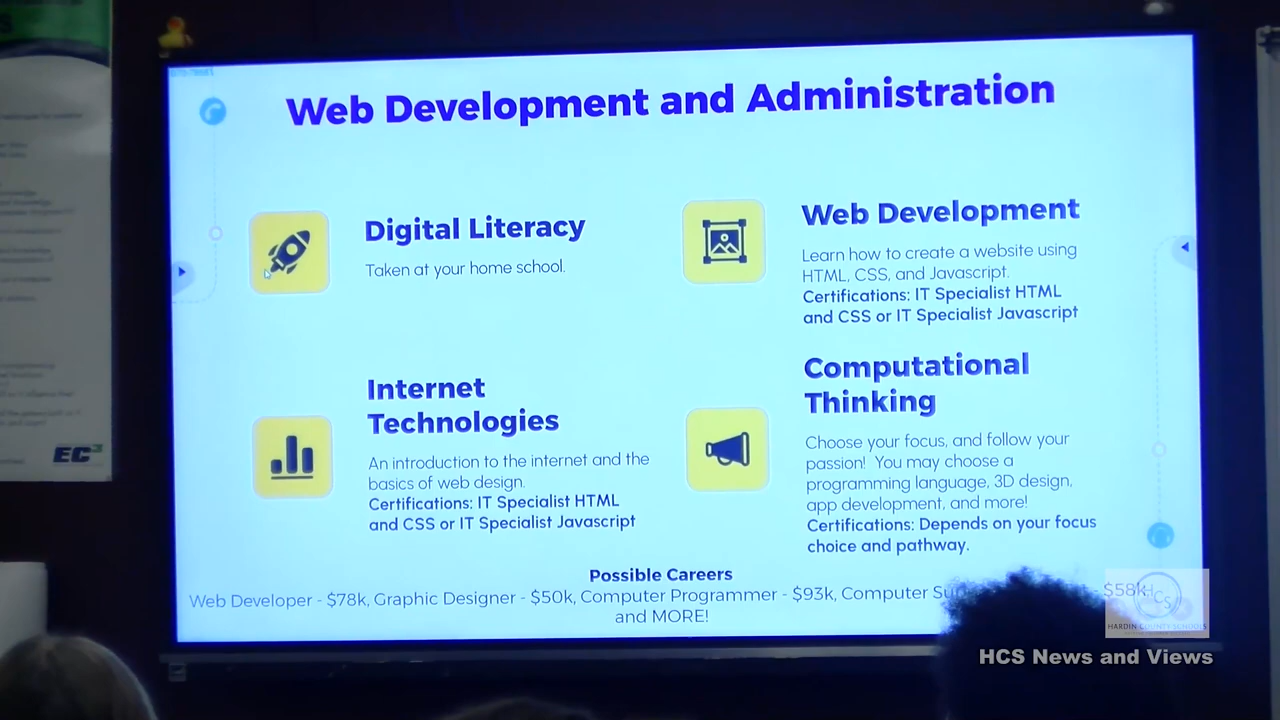 Web Development and Administration
Digital Literacy
Taken at your home school.
Web Development
Learn how to create a website using
HTML, CSS, and Javascript.
Certifications: IT Specialist HTML
and CSS or IT Specialist Javascript
Internet
Technologies
An introduction to the internet and the
basics of web design.
Certifications: IT Specialist HTML
and CSS or IT Specialist Javascript
Computational
Thinking
Choose your focus, and follow your
passion! You may choose a
programming language, 3D design,
app development, and more!
Certifications: Depends on your focus
choice and pathway.
Possible Careers
Web Developer - $78k, Graphic Designer - $50k, Computer Programmer - $93k, Computer - $58k,
and MORE!
EC3
HCS
HARDIN COUNTY SCHOOLS
HCS News and Views